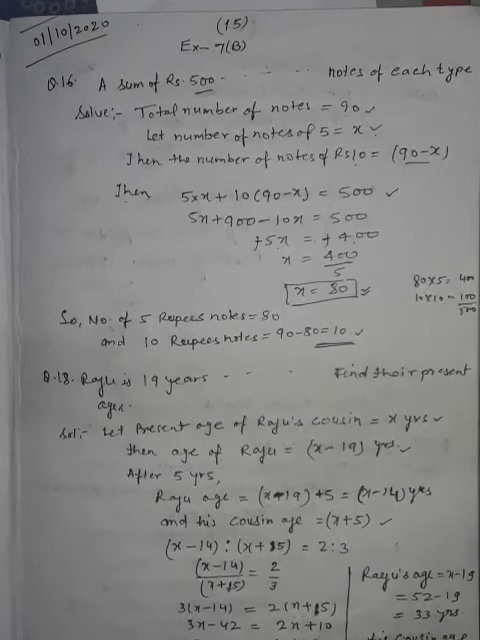 01/10/2020
(15)
Ex-7(B)
Q.16. A sum of Rs. 500 - - - - notes of each type
Solve:- Total number of notes = 90
Let number of notes of 5 = x
Then the number of notes of Rs10 = (90-x)
Then 5xx + 10(90-x) = 500
5x+900-10x = 500
+5x = +400
x = 400/5
x = 80
80x5 = 400
10x10 - 100
500
So, No. of 5 Rupees notes = 80
and 10 Rupees notes = 90-80=10
Q.18. Raju is 19 years - - - Find their present
ages.
Sol:- Let Present age of Raju's cousin = x yrs
then age of Raju = (x-19) yrs.
After 5 yrs,
Raju age = (x-19)+5 = (x-14) yrs
and his cousin age = (x+5)
(x-14) : (x+5) = 2:3
(x-14)/(x+5) = 2/3
3(x-14) = 2(x+5)
3x-42 = 2x+10
Raju's age = x-19
= 52-19
= 33 yrs.